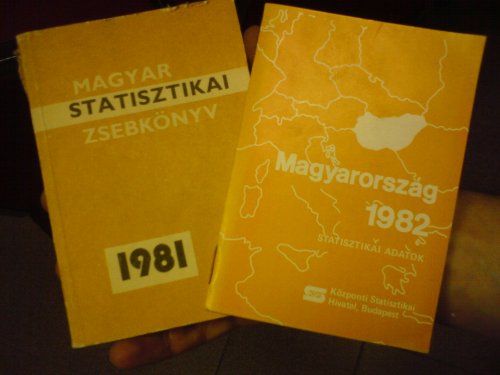 MAGYAR
STATISZTIKAI
ZSEBKÖNYV
1981
Magyarország
1982
STATISZTIKAI ADATOK
Központi Statisztikai
Hivatal, Budapest